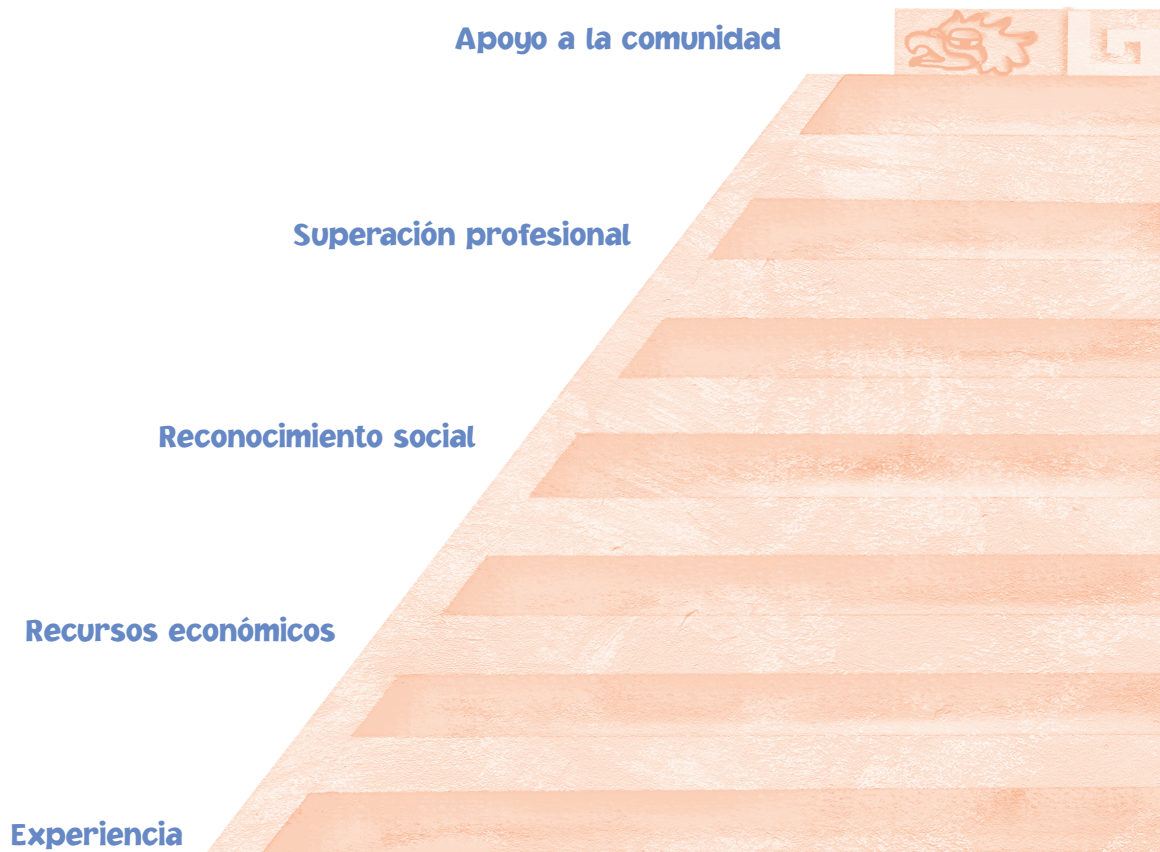 Apoyo a la comunidad
Superación profesional
Reconocimiento social
Recursos económicos
Experiencia